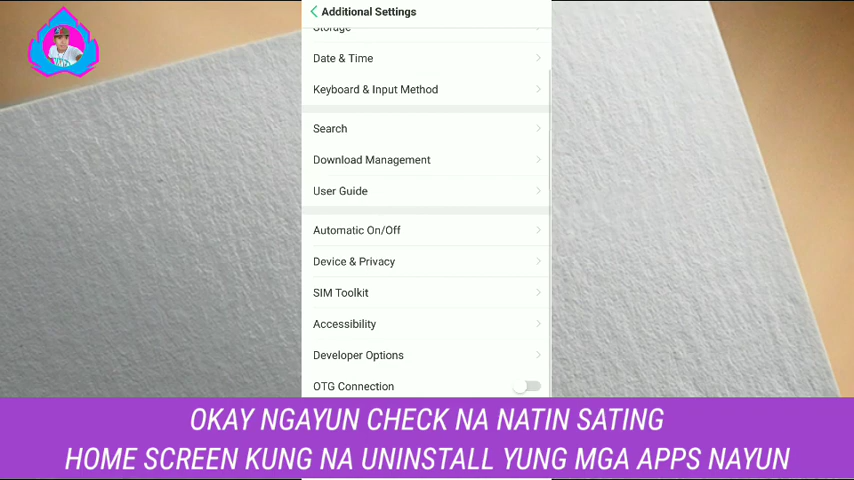 Additional Settings
Storage
Date & Time
Keyboard & Input Method
Search
Download Management
User Guide
Automatic On/Off
Device & Privacy
SIM Toolkit
Accessibility
Developer Options
OTG Connection
OKAY NGAYUN CHECK NA NATIN SATING
HOME SCREEN KUNG NA UNINSTALL YUNG MGA APPS NAYUN